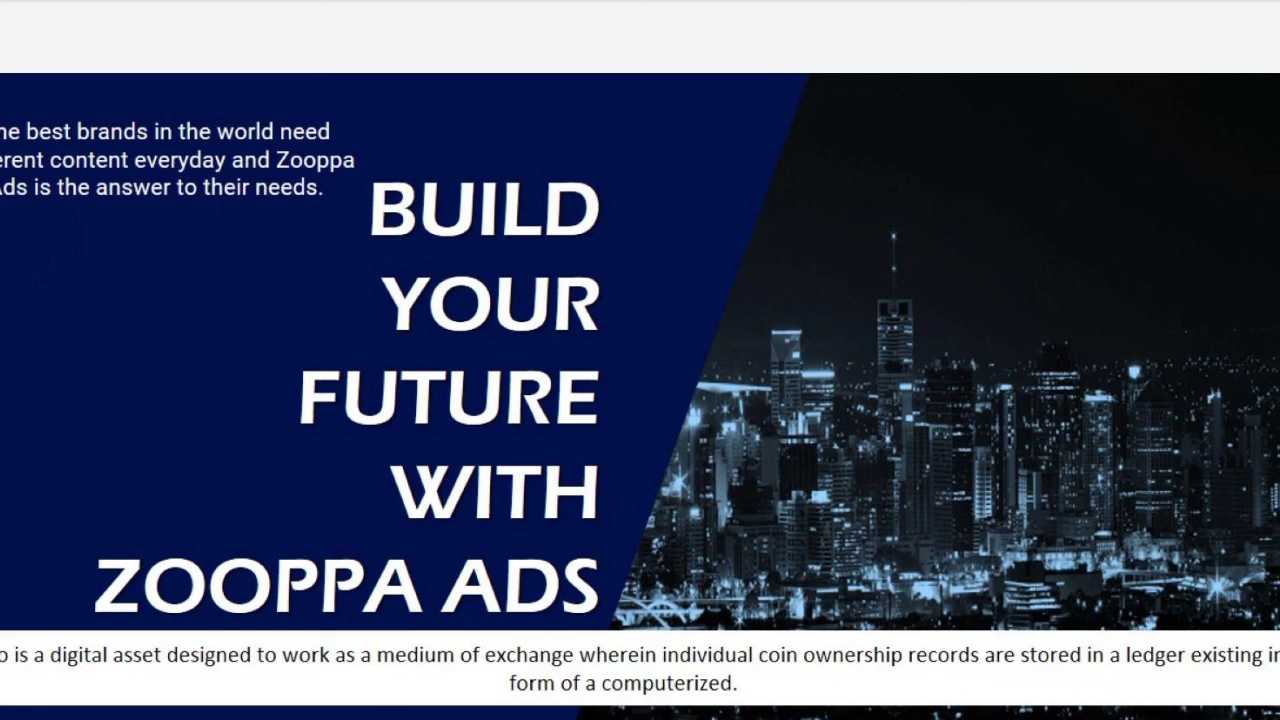 he best brands in the world need
erent content everyday and Zooppa
Ads is the answer to their needs.
BUILD
YOUR
FUTURE
WITH
ZOOPPA ADS
o is a digital asset designed to work as a medium of exchange wherein individual coin ownership records are stored in a ledger existing in
form of a computerized.